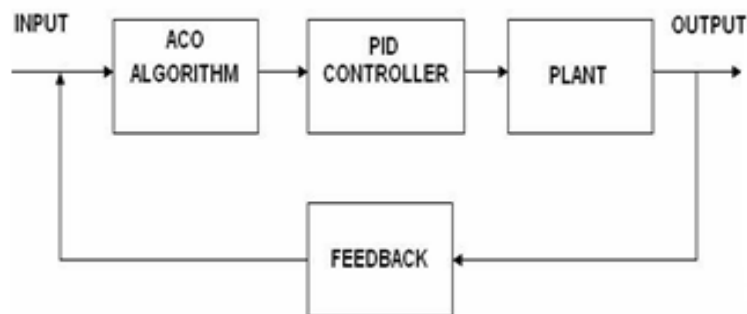 INPUT
ACO
ALGORITHM
PID
CONTROLLER
PLANT
OUTPUT
FEEDBACK